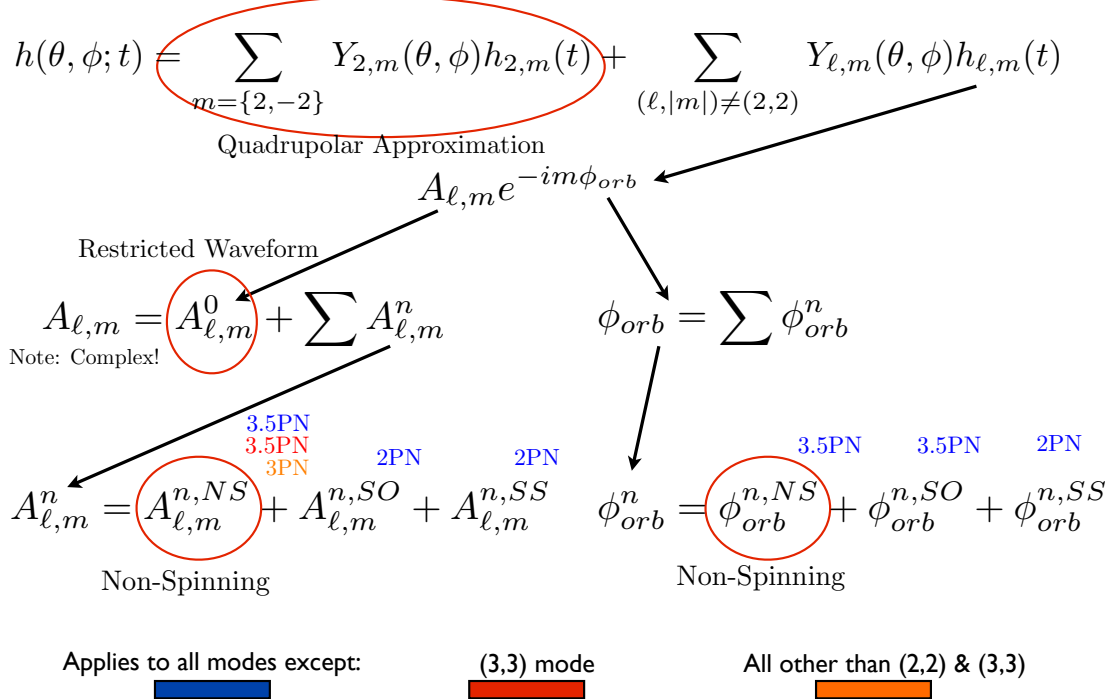 h(θ, ϕ; t) = ∑_{m={2,−2}} Y_{2,m}(θ, ϕ)h_{2,m}(t) + ∑_{(ℓ,|m|)≠(2,2)} Y_{ℓ,m}(θ, ϕ)h_{ℓ,m}(t)
Quadrupolar Approximation
A_{ℓ,m}e^{−imϕ_{orb}}
Restricted Waveform
A_{ℓ,m} = A^0_{ℓ,m} + ∑ A^n_{ℓ,m}
ϕ_{orb} = ∑ ϕ^n_{orb}
Note: Complex!
3.5PN
3.5PN
3PN
2PN
2PN
3.5PN
3.5PN
2PN
A^n_{ℓ,m} = A^{n,NS}_{ℓ,m} + A^{n,SO}_{ℓ,m} + A^{n,SS}_{ℓ,m}
ϕ^n_{orb} = ϕ^{n,NS}_{orb} + ϕ^{n,SO}_{orb} + ϕ^{n,SS}_{orb}
Non-Spinning
Non-Spinning
Applies to all modes except:
(3,3) mode
All other than (2,2) & (3,3)